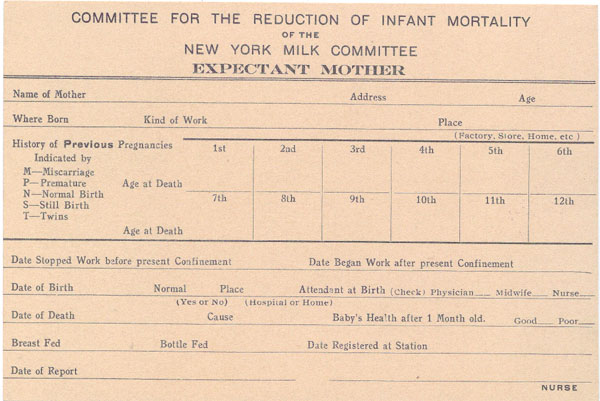 COMMITTEE FOR THE REDUCTION OF INFANT MORTALITY
OF THE
NEW YORK MILK COMMITTEE
EXPECTANT MOTHER
Name of Mother Address Age
Where Born Kind of Work Place
(Factory, Store, Home, etc)
History of Previous Pregnancies 1st 2nd 3rd 4th 5th 6th
Indicated by
M—Miscarriage
P—Premature Age at Death
N—Normal Birth 7th 8th 9th 10th 11th 12th
S—Still Birth
T—Twins
Age at Death
Date Stopped Work before present Confinement Date Began Work after present Confinement
Date of Birth Normal Place Attendant at Birth (Check) Physician___ Midwife___ Nurse___
(Yes or No) (Hospital or Home)
Date of Death Cause Baby's Health after 1 Month old. Good___ Poor___
Breast Fed Bottle Fed Date Registered at Station
Date of Report
NURSE